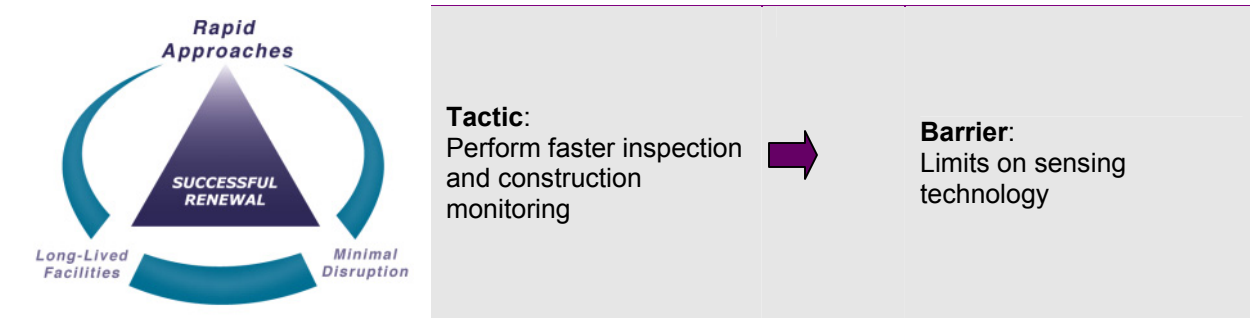 Rapid
Approaches
SUCCESSFUL
RENEWAL
Long-Lived
Facilities
Minimal
Disruption
Tactic:
Perform faster inspection
and construction
monitoring
Barrier:
Limits on sensing
technology